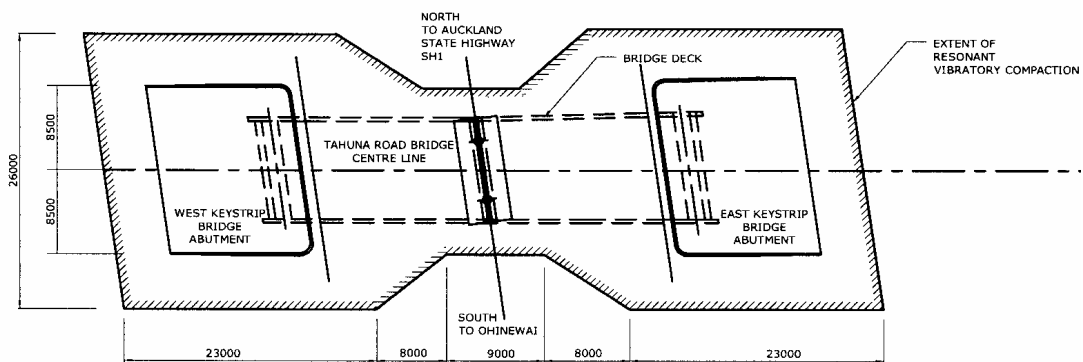 NORTH
TO AUCKLAND
STATE HIGHWAY
SH1
BRIDGE DECK
EXTENT OF
RESONANT
VIBRATORY COMPACTION
26000
8500
8500
TAHUNA ROAD BRIDGE
CENTRE LINE
WEST KEYSTRIP
BRIDGE
ABUTMENT
EAST KEYSTRIP
BRIDGE
ABUTMENT
SOUTH
TO OHINEWAI
23000
8000
9000
8000
23000